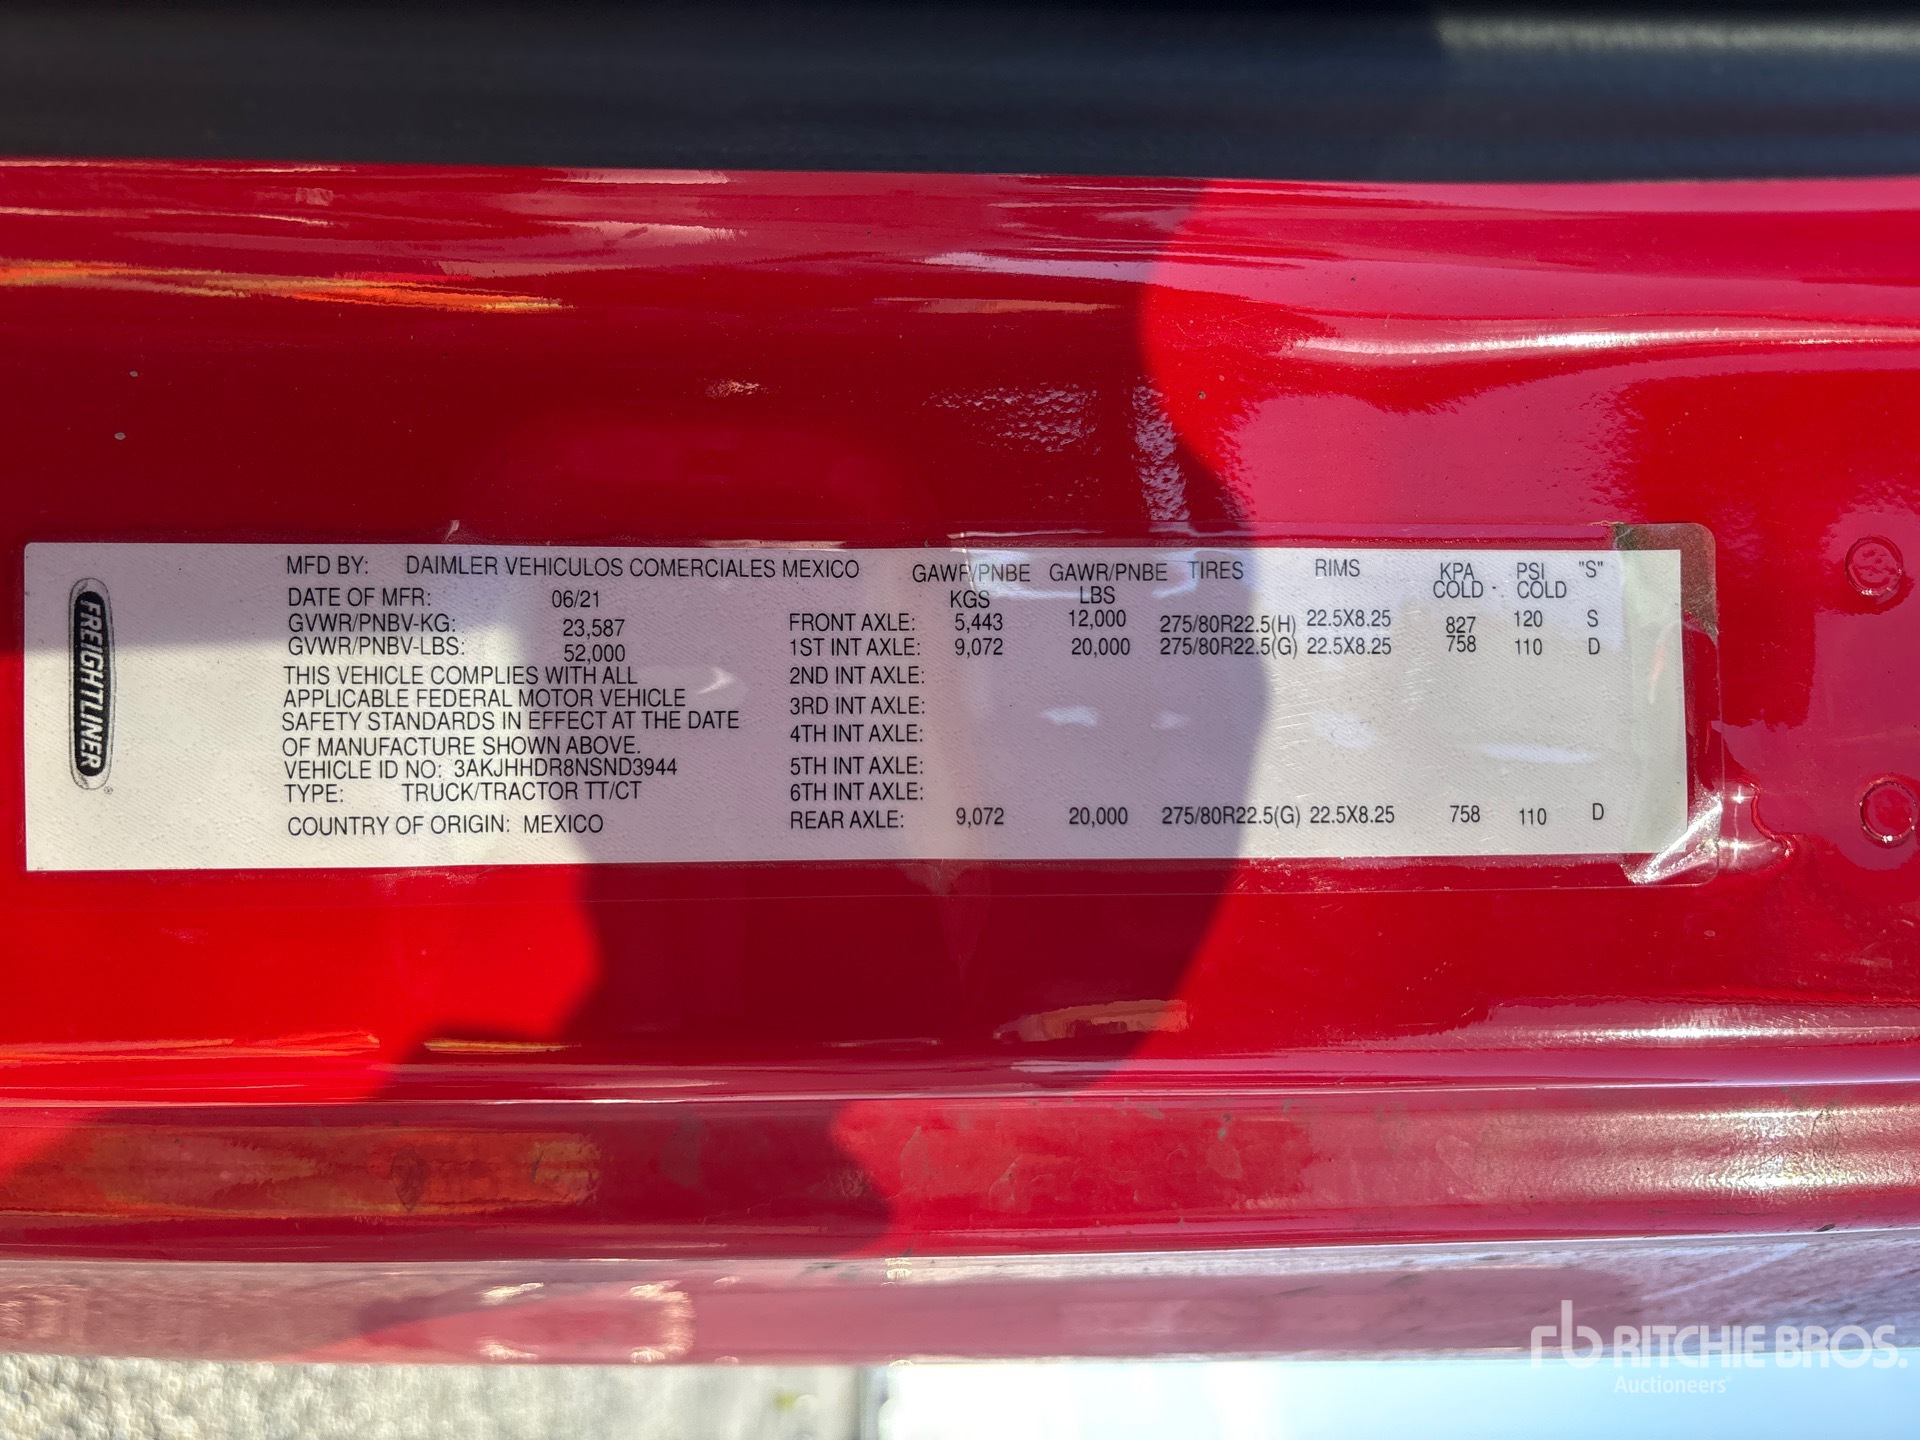 FREIGHTLINER
MFD BY: DAIMLER VEHICULOS COMERCIALES MEXICO
DATE OF MFR: 06/21
GVWR/PNBV-KG: 23,587
GVWR/PNBV-LBS: 52,000
THIS VEHICLE COMPLIES WITH ALL
APPLICABLE FEDERAL MOTOR VEHICLE
SAFETY STANDARDS IN EFFECT AT THE DATE
OF MANUFACTURE SHOWN ABOVE.
VEHICLE ID NO: 3AKJHHDR8NSND3944
TYPE: TRUCK/TRACTOR TT/CT
COUNTRY OF ORIGIN: MEXICO
GAWR/PNBE GAWR/PNBE TIRES RIMS KPA PSI "S"
KGS LBS COLD COLD
FRONT AXLE: 5,443 12,000 275/80R22.5(H) 22.5X8.25 827 120 S
1ST INT AXLE: 9,072 20,000 275/80R22.5(G) 22.5X8.25 758 110 D
2ND INT AXLE:
3RD INT AXLE:
4TH INT AXLE:
5TH INT AXLE:
6TH INT AXLE:
REAR AXLE: 9,072 20,000 275/80R22.5(G) 22.5X8.25 758 110 D
rb RITCHIE BROS.
Auctioneers